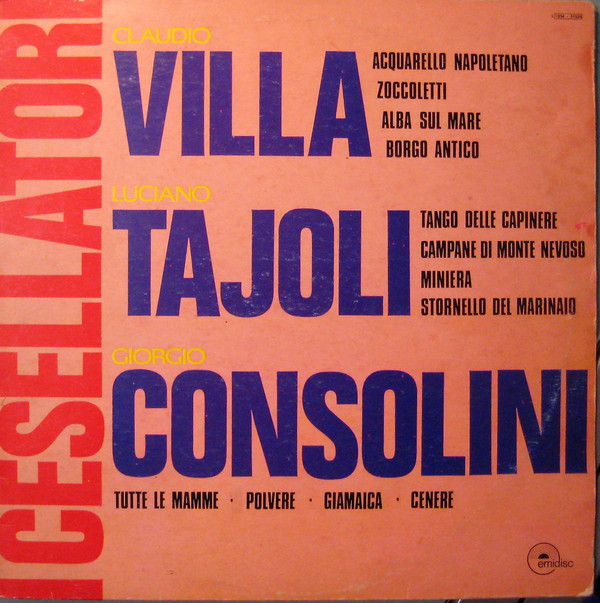 I CESELLATORI
CLAUDIO
VILLA
ACQUARELLO NAPOLETANO
ZOCCOLETTI
ALBA SUL MARE
BORGO ANTICO
LUCIANO
TAJOLI
TANGO DELLE CAPINERE
CAMPANE DI MONTE NEVOSO
MINIERA
STORNELLO DEL MARINAIO
GIORGIO
CONSOLINI
TUTTE LE MAMME · POLVERE · GIAMAICA · CENERE
emidisc